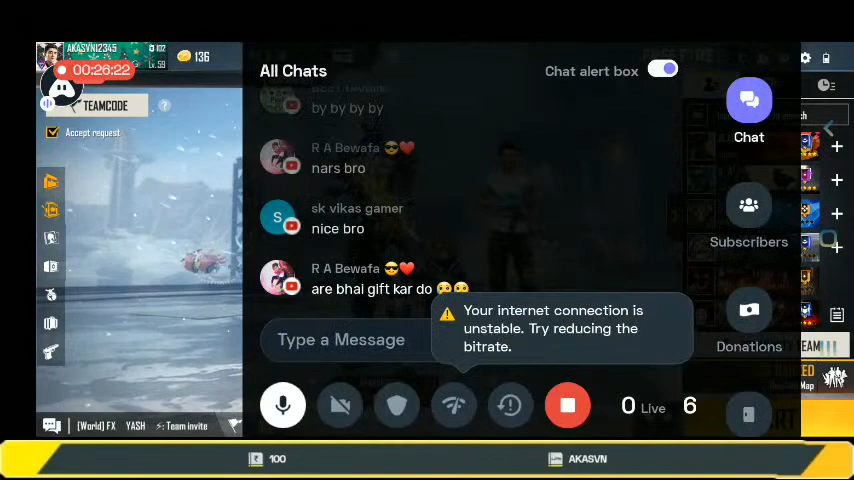 AKASVN12345
102
Lv.59
136
00:26:22
TEAMCODE
?
Accept request
All Chats
Chat alert box
by by by by
R A Bewafa 😎❤️
nars bro
S
sk vikas gamer
nice bro
R A Bewafa 😎❤️
are bhai gift kar do 🥺🥺
Your internet connection is
unstable. Try reducing the
bitrate.
Type a Message
0 Live 6
Chat
Subscribers
Donations
[World] FX YASH : Team invite
100
AKASVN